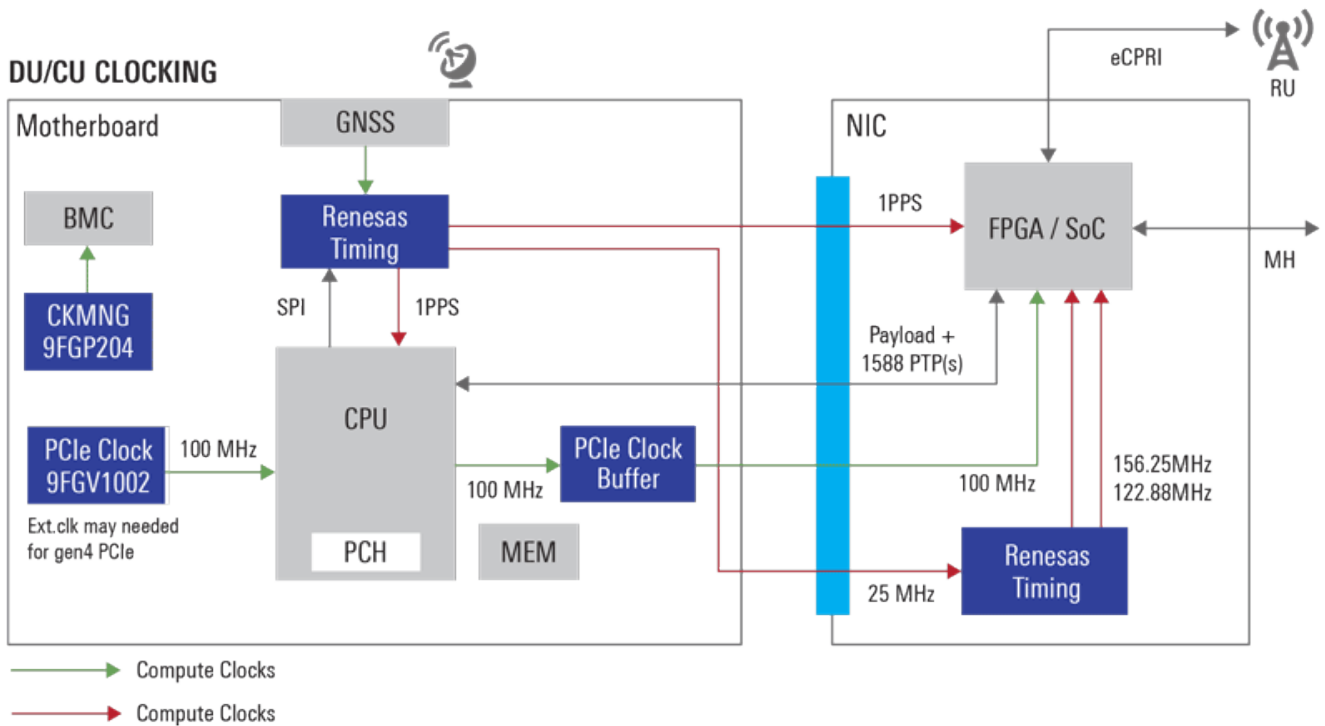 DU/CU CLOCKING
eCPRI
RU
Motherboard
GNSS
NIC
BMC
Renesas
Timing
1PPS
FPGA / SoC
MH
CKMNG
9FGP204
SPI
1PPS
Payload +
1588 PTP(s)
CPU
PCIe Clock
9FGV1002
100 MHz
100 MHz
PCIe Clock
Buffer
100 MHz
156.25MHz
122.88MHz
Ext.clk may needed
for gen4 PCIe
PCH
MEM
25 MHz
Renesas
Timing
Compute Clocks
Compute Clocks